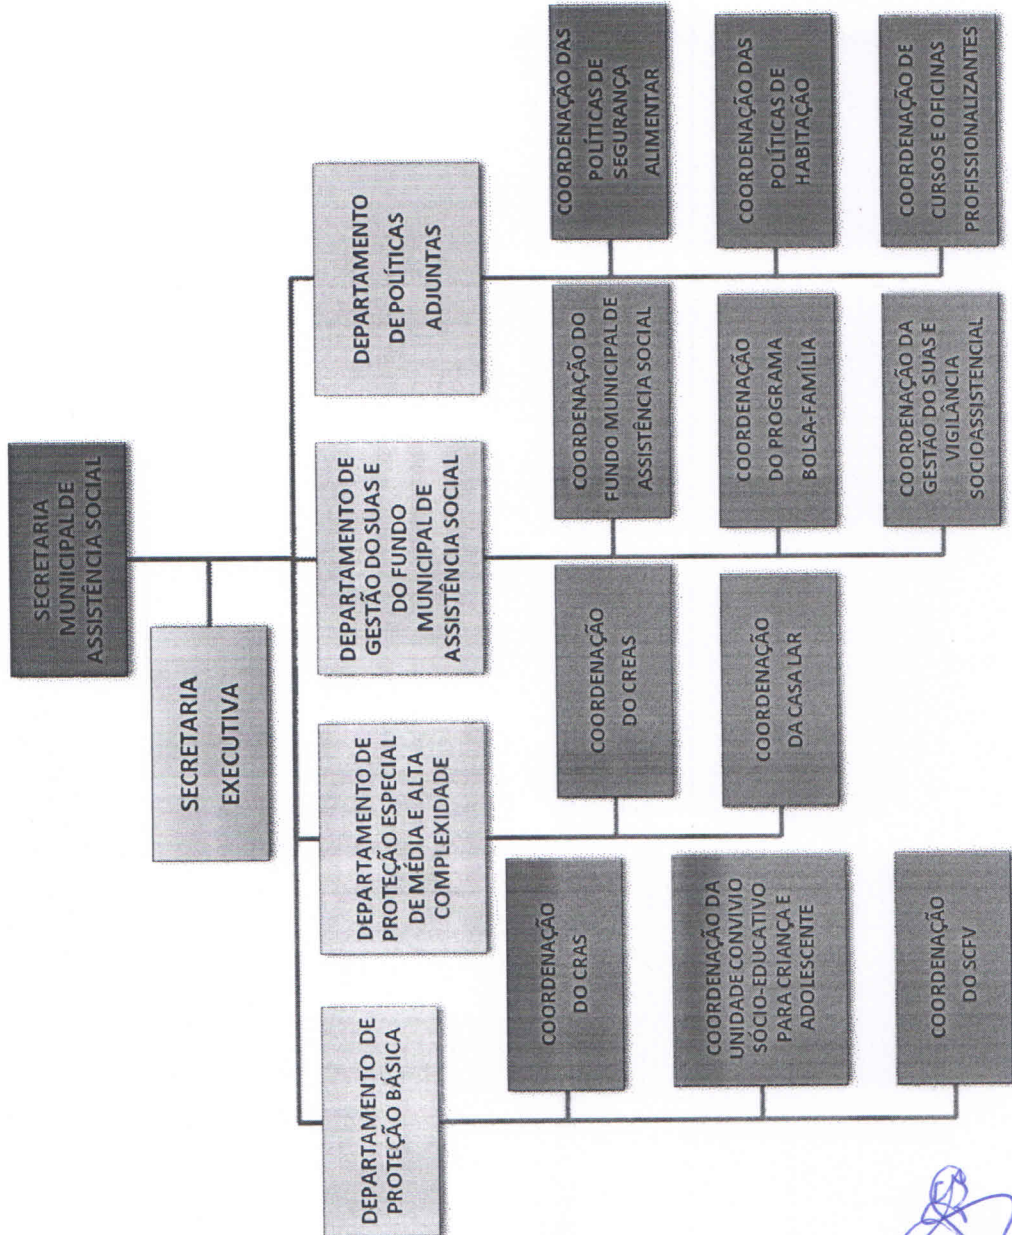 SECRETARIA
MUNIICIPAL DE
ASSISTÊNCIA SOCIAL
SECRETARIA
EXECUTIVA
DEPARTAMENTO DE
PROTEÇÃO BÁSICA
DEPARTAMENTO DE
PROTEÇÃO ESPECIAL
DE MÉDIA E ALTA
COMPLEXIDADE
DEPARTAMENTO DE
GESTÃO DO SUAS E
DO FUNDO
MUNICIPAL DE
ASSISTÊNCIA SOCIAL
DEPARTAMENTO
DE POLÍTICAS
ADJUNTAS
COORDENAÇÃO
DO CRAS
COORDENAÇÃO DA
UNIDADE CONVIVIO
SÓCIO-EDUCATIVO
PARA CRIANÇA E
ADOLESCENTE
COORDENAÇÃO
DO SCFV
COORDENAÇÃO
DO CREAS
COORDENAÇÃO
DA CASA LAR
COORDENAÇÃO DO
FUNDO MUNICIPAL DE
ASSISTÊNCIA SOCIAL
COORDENAÇÃO
DO PROGRAMA
BOLSA-FAMÍLIA
COORDENAÇÃO DA
GESTÃO DO SUAS E
VIGILÂNCIA
SOCIOASSISTENCIAL
COORDENAÇÃO DAS
POLÍTICAS DE
SEGURANÇA
ALIMENTAR
COORDENAÇÃO DAS
POLÍTICAS DE
HABITAÇÃO
COORDENAÇÃO DE
CURSOS E OFICINAS
PROFISSIONALIZANTES